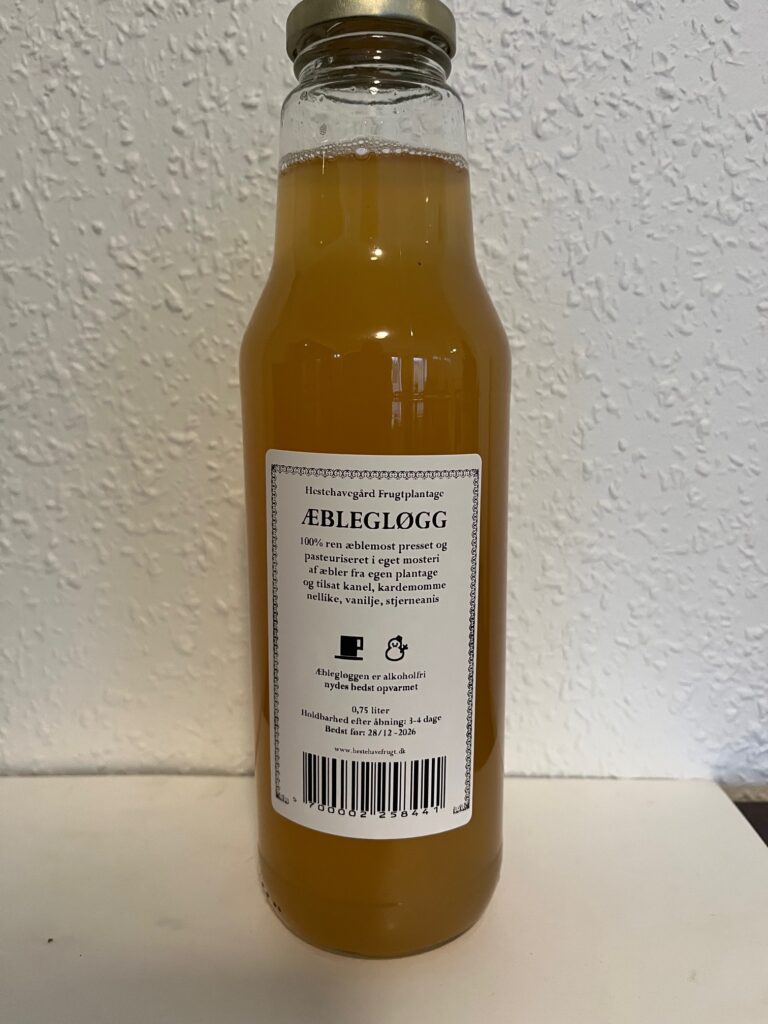 Hestehavegård Frugtplantage
ÆBLEGLØGG
100% ren æblemost presset og
pasteuriseret i eget mosteri
af æbler fra egen plantage
og tilsat kanel, kardemomme
nellike, vanilje, stjerneanis
Æblegløggen er alkoholfri
nydes bedst opvarmet
0,75 liter
Holdbarhed efter åbning: 3-4 dage
Bedst før: 28/12 -2026
www.hestehavefrugt.dk
5 700002 258441